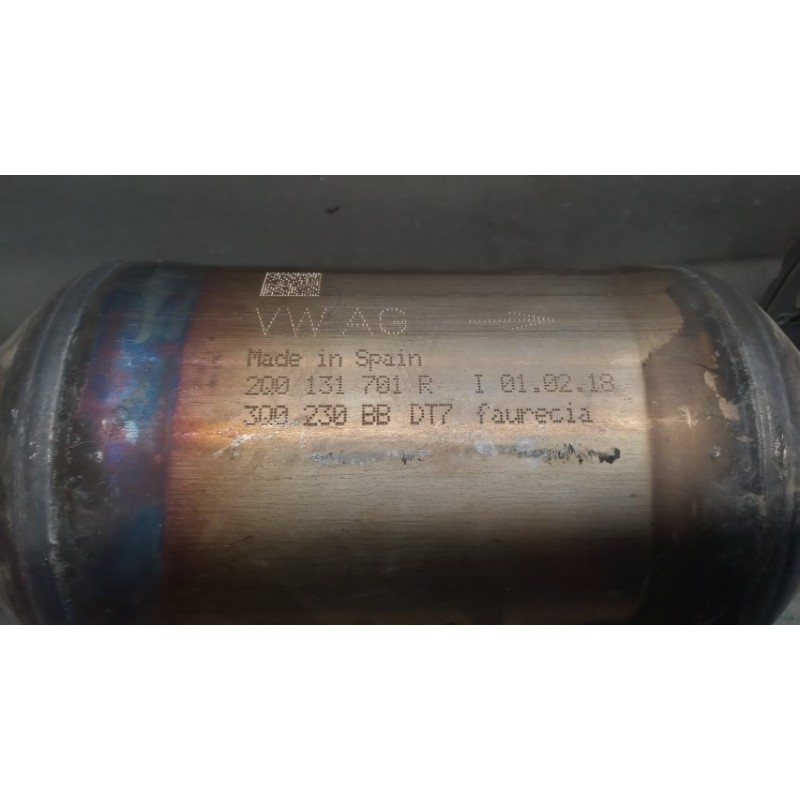 VW AG
Made in Spain
2Q0 131 701 R I 01.02.18
3Q0 230 BB DT7 faurecia